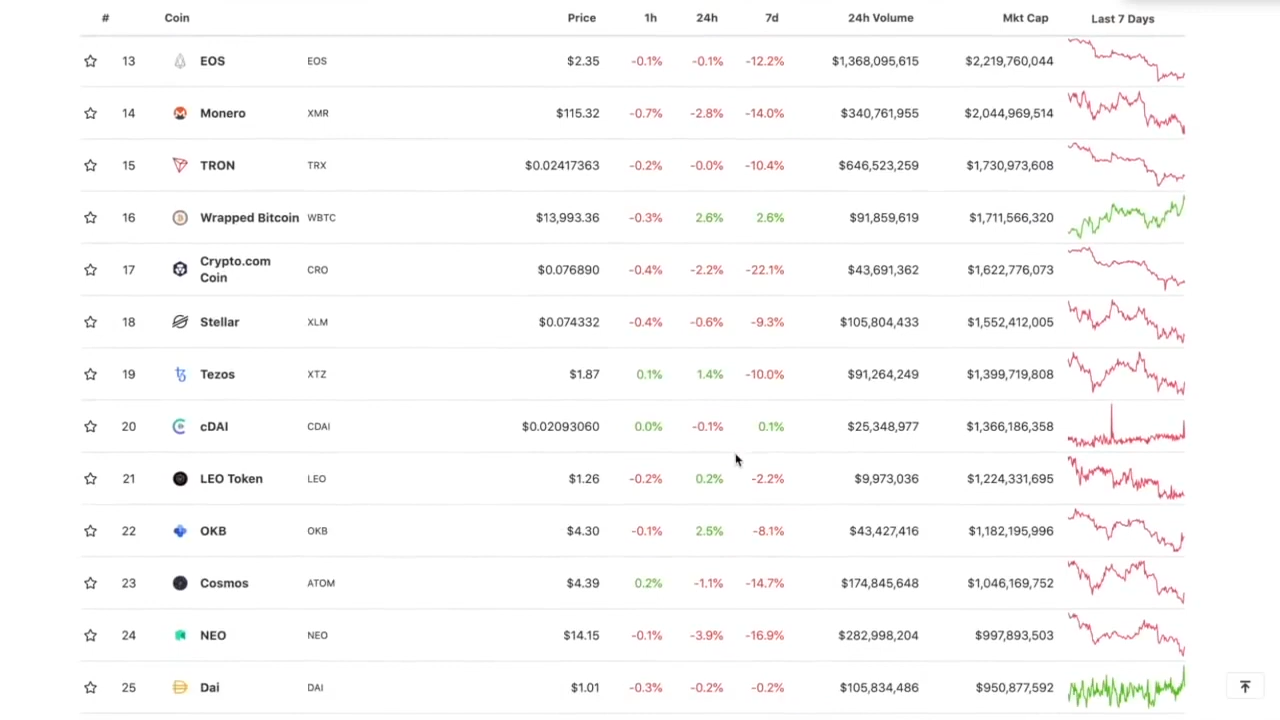 # Coin Price 1h 24h 7d 24h Volume Mkt Cap Last 7 Days
13 EOS EOS $2.35 -0.1% -0.1% -12.2% $1,368,095,615 $2,219,760,044
14 Monero XMR $115.32 -0.7% -2.8% -14.0% $340,761,955 $2,044,969,514
15 TRON TRX $0.02417363 -0.2% -0.0% -10.4% $646,523,259 $1,730,973,608
16 Wrapped Bitcoin WBTC $13,993.36 -0.3% 2.6% 2.6% $91,859,619 $1,711,566,320
17 Crypto.com Coin CRO $0.076890 -0.4% -2.2% -22.1% $43,691,362 $1,622,776,073
18 Stellar XLM $0.074332 -0.4% -0.6% -9.3% $105,804,433 $1,552,412,005
19 Tezos XTZ $1.87 0.1% 1.4% -10.0% $91,264,249 $1,399,719,808
20 cDAI CDAI $0.02093060 0.0% -0.1% 0.1% $25,348,977 $1,366,186,358
21 LEO Token LEO $1.26 -0.2% 0.2% -2.2% $9,973,036 $1,224,331,695
22 OKB OKB $4.30 -0.1% 2.5% -8.1% $43,427,416 $1,182,195,996
23 Cosmos ATOM $4.39 0.2% -1.1% -14.7% $174,845,648 $1,046,169,752
24 NEO NEO $14.15 -0.1% -3.9% -16.9% $282,998,204 $997,893,503
25 Dai DAI $1.01 -0.3% -0.2% -0.2% $105,834,486 $950,877,592